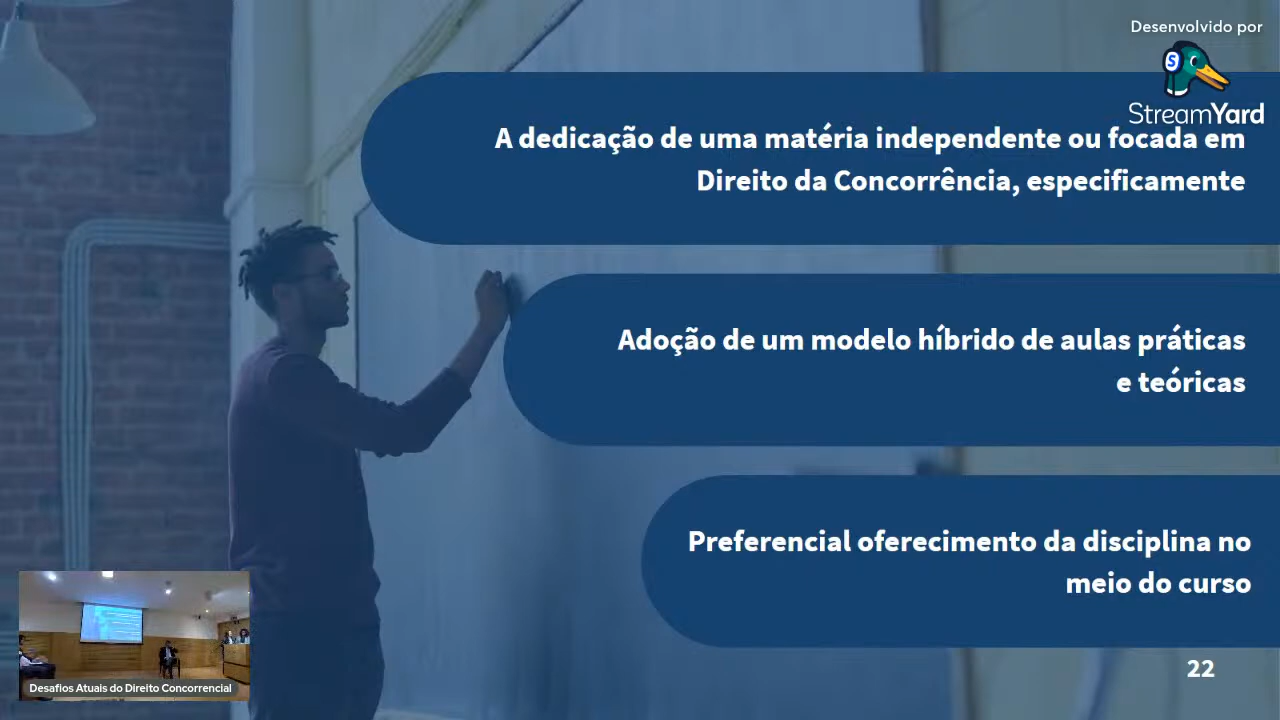 Desenvolvido por
S
StreamYard
A dedicação de uma matéria independente ou focada em
Direito da Concorrência, especificamente
Adoção de um modelo híbrido de aulas práticas
e teóricas
Preferencial oferecimento da disciplina no
meio do curso
Desafios Atuais do Direito Concorrencial
22